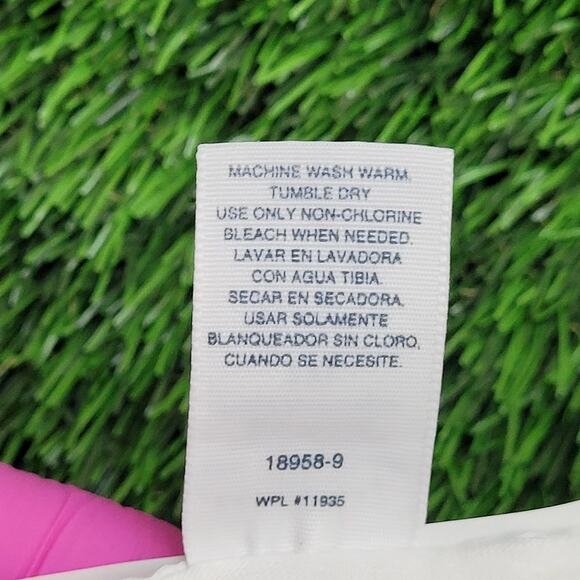 MACHINE WASH WARM.
TUMBLE DRY
USE ONLY NON-CHLORINE
BLEACH WHEN NEEDED.
LAVAR EN LAVADORA
CON AGUA TIBIA.
SECAR EN SECADORA.
USAR SOLAMENTE
BLANQUEADOR SIN CLORO,
CUANDO SE NECESITE.
18958-9
WPL #11935